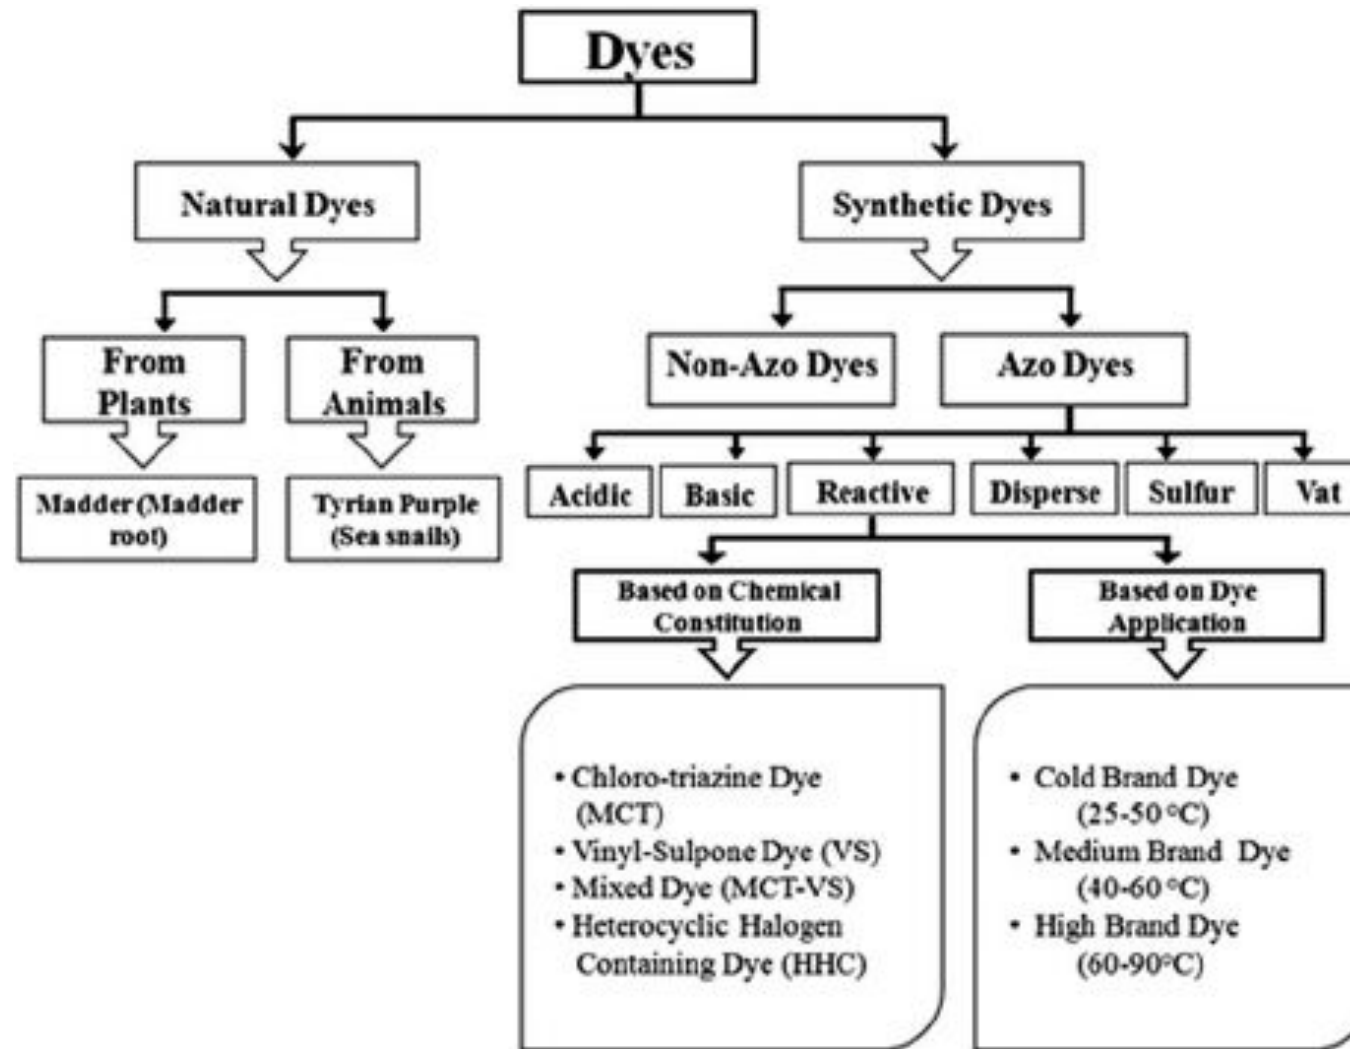 Dyes
Natural Dyes
Synthetic Dyes
From
Plants
From
Animals
Non-Azo Dyes
Azo Dyes
Madder (Madder
root)
Tyrian Purple
(Sea snails)
Acidic
Basic
Reactive
Disperse
Sulfur
Vat
Based on Chemical
Constitution
Based on Dye
Application
• Chloro-triazine Dye
(MCT)
• Vinyl-Sulpone Dye (VS)
• Mixed Dye (MCT-VS)
• Heterocyclic Halogen
Containing Dye (HHC)
• Cold Brand Dye
(25-50 °C)
• Medium Brand Dye
(40-60 °C)
• High Brand Dye
(60-90°C)